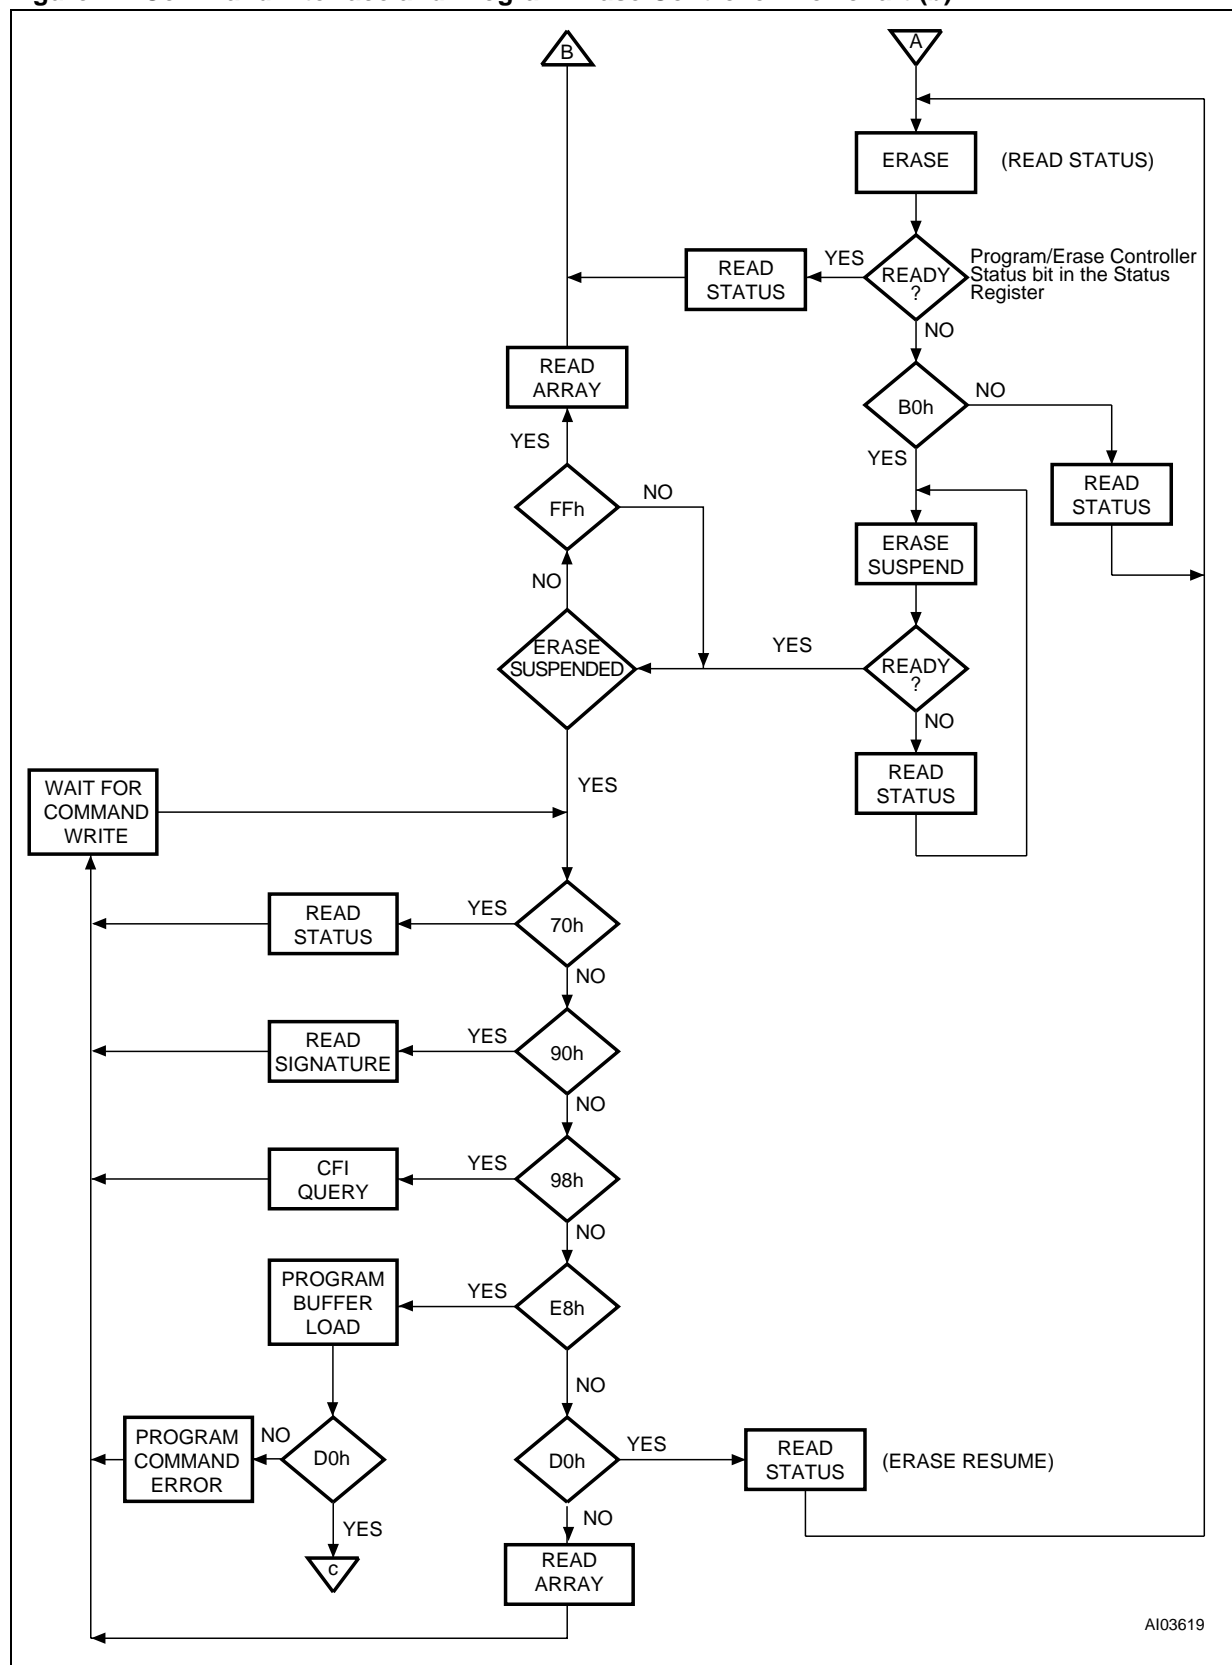 B
A
ERASE
(READ STATUS)
READ
STATUS
YES
READY
?
Program/Erase Controller
Status bit in the Status
Register
NO
READ
ARRAY
B0h
NO
YES
YES
FFh
NO
READ
STATUS
ERASE
SUSPEND
NO
ERASE
SUSPENDED
YES
READY
?
NO
YES
READ
STATUS
WAIT FOR
COMMAND
WRITE
READ
STATUS
YES
70h
NO
READ
SIGNATURE
YES
90h
NO
CFI
QUERY
YES
98h
NO
PROGRAM
BUFFER
LOAD
YES
E8h
NO
PROGRAM
COMMAND
ERROR
NO
D0h
YES
c
D0h
YES
READ
STATUS
(ERASE RESUME)
NO
READ
ARRAY
AI03619